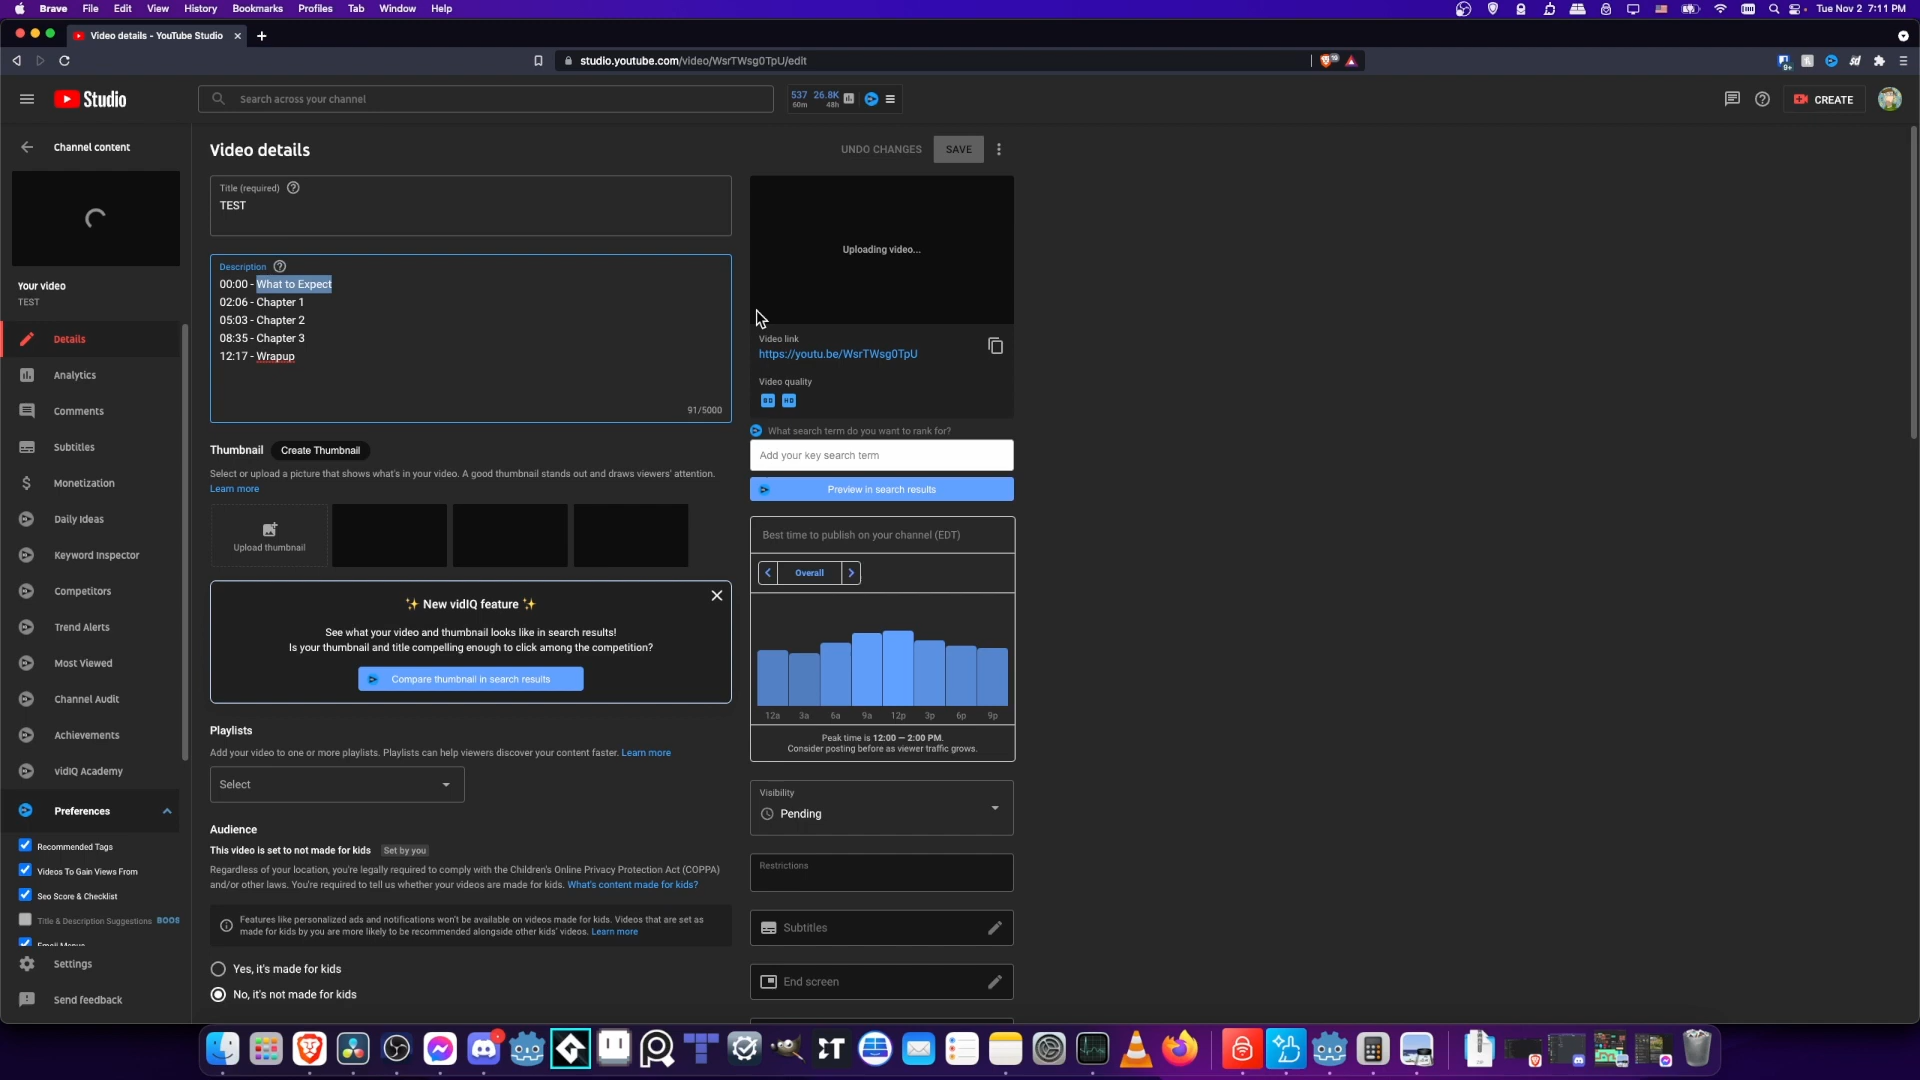 Brave File Edit View History Bookmarks Profiles Tab Window Help
Tue Nov 2 7:11 PM
Video details - YouTube Studio
studio.youtube.com/video/WsrTWsg0TpU/edit
Studio
Search across your channel
537 26.8K
60m 48h
CREATE
Channel content
Your video
TEST
Details
Analytics
Comments
Subtitles
Monetization
Daily Ideas
Keyword Inspector
Competitors
Trend Alerts
Most Viewed
Channel Audit
Achievements
vidIQ Academy
Preferences
Recommended Tags
Videos To Gain Views From
Seo Score & Checklist
Title & Description Suggestions BOOS
Email Menus
Settings
Send feedback
Video details
UNDO CHANGES
SAVE
Title (required)
TEST
Description
00:00 - What to Expect
02:06 - Chapter 1
05:03 - Chapter 2
08:35 - Chapter 3
12:17 - Wrapup
91/5000
Thumbnail
Create Thumbnail
Select or upload a picture that shows what's in your video. A good thumbnail stands out and draws viewers' attention.
Learn more
Upload thumbnail
✨ New vidIQ feature ✨
See what your video and thumbnail looks like in search results!
Is your thumbnail and title compelling enough to click among the competition?
Compare thumbnail in search results
Playlists
Add your video to one or more playlists. Playlists can help viewers discover your content faster. Learn more
Select
Audience
This video is set to not made for kids Set by you
Regardless of your location, you're legally required to comply with the Children's Online Privacy Protection Act (COPPA)
and/or other laws. You're required to tell us whether your videos are made for kids. What's content made for kids?
Features like personalized ads and notifications won't be available on videos made for kids. Videos that are set as
made for kids by you are more likely to be recommended alongside other kids' videos. Learn more
Yes, it's made for kids
No, it's not made for kids
Uploading video...
Video link
https://youtu.be/WsrTWsg0TpU
Video quality
SD HD
What search term do you want to rank for?
Add your key search term
Preview in search results
Best time to publish on your channel (EDT)
Overall
12a 3a 6a 9a 12p 3p 6p 9p
Peak time is 12:00 — 2:00 PM.
Consider posting before as viewer traffic grows.
Visibility
Pending
Restrictions
Subtitles
End screen